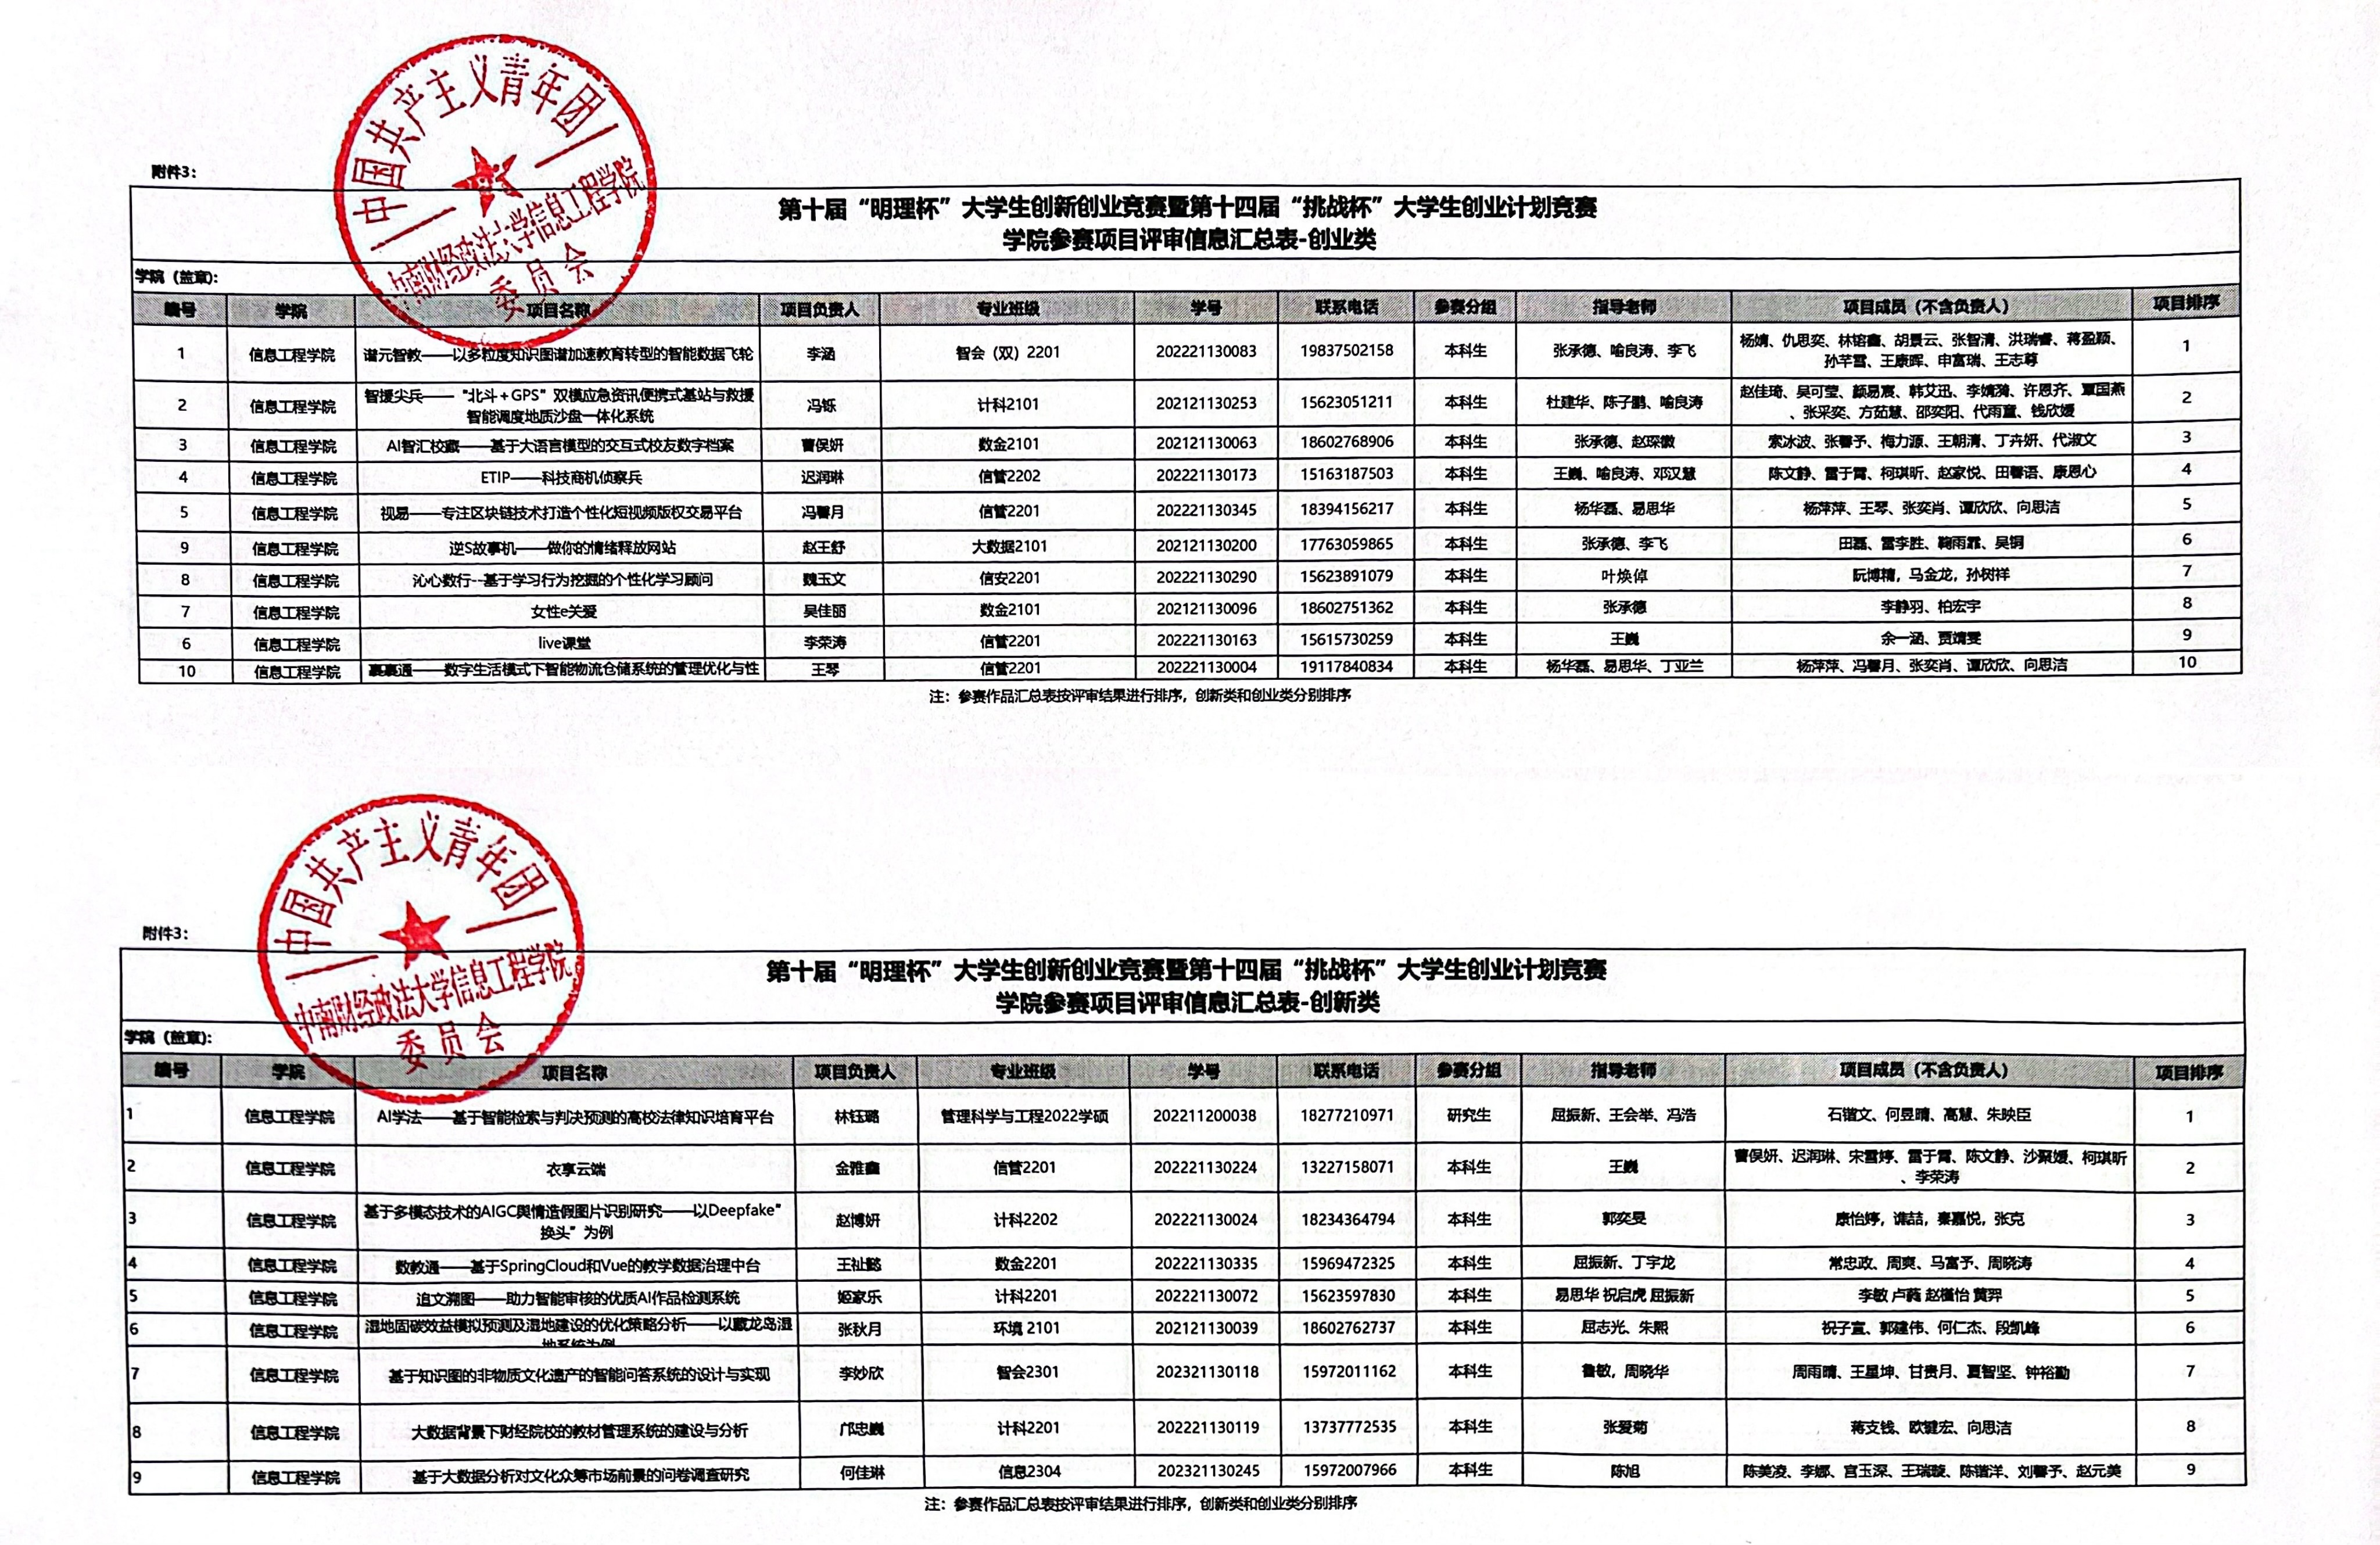 中国共产主义青年团
中南财经政法大学信息工程学院
委员会
附件3：
第十届“明理杯”大学生创新创业竞赛暨第十四届“挑战杯”大学生创业计划竞赛
学院参赛项目评审信息汇总表-创业类
学院（盖章）：
编号 学院 项目名称 项目负责人 专业班级 学号 联系电话 参赛分组 指导老师 项目成员（不含负责人） 项目排序
1 信息工程学院 谱元智教——以多粒度知识图谱加速教育转型的智能数据飞轮 李涵 智会（双）2201 202221130083 19837502158 本科生 张承德、喻良涛、李飞 杨婧、仇思奕、林镕鑫、胡景云、张智清、洪瑞睿、蒋盈颖、 1
孙芊雪、王康晖、申富瑞、王志尊
2 信息工程学院 智援尖兵——“北斗+GPS”双模应急资讯便携式基站与救援 冯铄 计科2101 202121130253 15623051211 本科生 杜建华、陈子鹏、喻良涛 赵佳琦、吴可莹、颜易宸、韩艾迅、李婧漪、许恩齐、覃国燕 2
智能调度地质沙盘一体化系统 、张采奕、方茹慧、邵奕阳、代雨童、钱欣媛
3 信息工程学院 AI智汇校藏——基于大语言模型的交互式校友数字档案 曹俣妍 数金2101 202121130063 18602768906 本科生 张承德、赵琛徽 索冰波、张馨予、梅力源、王朝清、丁卉妍、代淑文 3
4 信息工程学院 ETIP——科技商机侦察兵 迟润琳 信管2202 202221130173 15163187503 本科生 王巍、喻良涛、邓汉慧 陈文静、雷于霄、柯琪昕、赵家悦、田馨语、康恩心 4
5 信息工程学院 视易——专注区块链技术打造个性化短视频版权交易平台 冯馨月 信管2201 202221130345 18394156217 本科生 杨华磊、易思华 杨萍萍、王琴、张奕肖、谭欣欣、向思洁 5
9 信息工程学院 逆S故事机——做你的情绪释放网站 赵王舒 大数据2101 202121130200 17763059865 本科生 张承德、李飞 田磊、雷李胜、鞠雨霏、吴钥 6
8 信息工程学院 沁心数行--基于学习行为挖掘的个性化学习顾问 魏玉文 信安2201 202221130290 15623891079 本科生 叶焕倬 阮博精，马金龙，孙树祥 7
7 信息工程学院 女性e关爱 吴佳丽 数金2101 202121130096 18602751362 本科生 张承德 李静羽、柏宏宇 8
6 信息工程学院 live课堂 李荣涛 信管2201 202221130163 15615730259 本科生 王巍 余一涵、贾婧雯 9
10 信息工程学院 裹裹通——数字生活模式下智能物流仓储系统的管理优化与性 王琴 信管2201 202221130004 19117840834 本科生 杨华磊、易思华、丁亚兰 杨萍萍、冯馨月、张奕肖、谭欣欣、向思洁 10
注：参赛作品汇总表按评审结果进行排序，创新类和创业类分别排序
中国共产主义青年团
中南财经政法大学信息工程学院
委员会
附件3：
第十届“明理杯”大学生创新创业竞赛暨第十四届“挑战杯”大学生创业计划竞赛
学院参赛项目评审信息汇总表-创新类
学院（盖章）：
编号 学院 项目名称 项目负责人 专业班级 学号 联系电话 参赛分组 指导老师 项目成员（不含负责人） 项目排序
1 信息工程学院 AI学法——基于智能检索与判决预测的高校法律知识培育平台 林钰璐 管理科学与工程2022学硕 202211200038 18277210971 研究生 屈振新、王会举、冯浩 石锴文、何昱晴、高慧、朱映臣 1
2 信息工程学院 衣享云端 金雅鑫 信管2201 202221130224 13227158071 本科生 王巍 曹俣妍、迟润琳、宋雪婷、雷于霄、陈文静、沙聚媛、柯琪昕 2
、李荣涛
3 信息工程学院 基于多模态技术的AIGC舆情造假图片识别研究——以Deepfake“ 赵博妍 计科2202 202221130024 18234364794 本科生 郭奕旻 康怡婷，谯喆，秦嘉悦，张克 3
换头”为例
4 信息工程学院 数教通——基于SpringCloud和Vue的教学数据治理中台 王祉懿 数金2201 202221130335 15969472325 本科生 屈振新、丁宇龙 常忠政、周爽、马富予、周晓涛 4
5 信息工程学院 追文溯图——助力智能审核的优质AI作品检测系统 姬家乐 计科2201 202221130072 15623597830 本科生 易思华 祝启虎 屈振新 李敏 卢蕗 赵槿怡 黄羿 5
6 信息工程学院 湿地固碳效益模拟预测及湿地建设的优化策略分析——以藏龙岛湿 张秋月 环境 2101 202121130039 18602762737 本科生 屈志光、朱熙 祝子宣、郭建伟、何仁杰、段凯峰 6
地系统为例
7 信息工程学院 基于知识图的非物质文化遗产的智能问答系统的设计与实现 李妙欣 智会2301 202321130118 15972011162 本科生 鲁敏，周晓华 周雨晴、王星坤、甘贵月、夏智坚、钟裕勤 7
8 信息工程学院 大数据背景下财经院校的教材管理系统的建设与分析 邝忠巍 计科2201 202221130119 13737772535 本科生 张爱菊 蒋支钱、欧键宏、向思洁 8
9 信息工程学院 基于大数据分析对文化众筹市场前景的问卷调查研究 何佳琳 信息2304 202321130245 15972007966 本科生 陈旭 陈美凌、李娜、宫玉深、王瑞璇、陈锴洋、刘馨予、赵元美 9
注：参赛作品汇总表按评审结果进行排序，创新类和创业类分别排序